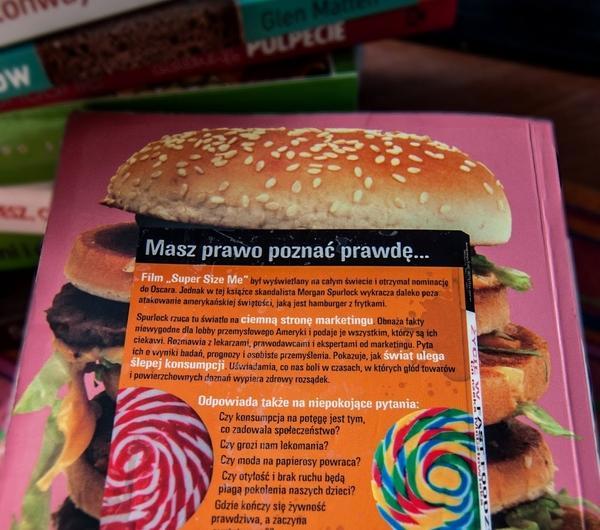 Glen Matten
PULPECIE
OW
Masz prawo poznać prawdę...
Film „Super Size Me” był wyświetlany na całym świecie i otrzymał nominację
do Oscara. Jednak w tej książce skandalista Morgan Spurlock wykracza daleko poza
atakowanie amerykańskiej świętości, jaką jest hamburger z frytkami.
Spurlock rzuca tu światło na ciemną stronę marketingu. Obnaża fakty
niewygodne dla lobby przemysłowego Ameryki i podaje je wszystkim, którzy są ich
ciekawi. Rozmawia z lekarzami, prawodawcami i ekspertami od marketingu. Pyta
ich o wyniki badań, prognozy i osobiste przemyślenia. Pokazuje, jak świat ulega
ślepej konsumpcji. Uświadamia, co nas boli w czasach, w których głód towarów
i powierzchownych doznań wypiera zdrowy rozsądek.
Odpowiada także na niepokojące pytania:
Czy konsumpcja na potęgę jest tym,
co zadowala społeczeństwo?
Czy grozi nam lekomania?
Czy moda na papierosy powraca?
Czy otyłość i brak ruchu będą
plagą pokolenia naszych dzieci?
Gdzie kończy się żywność
prawdziwa, a zaczyna